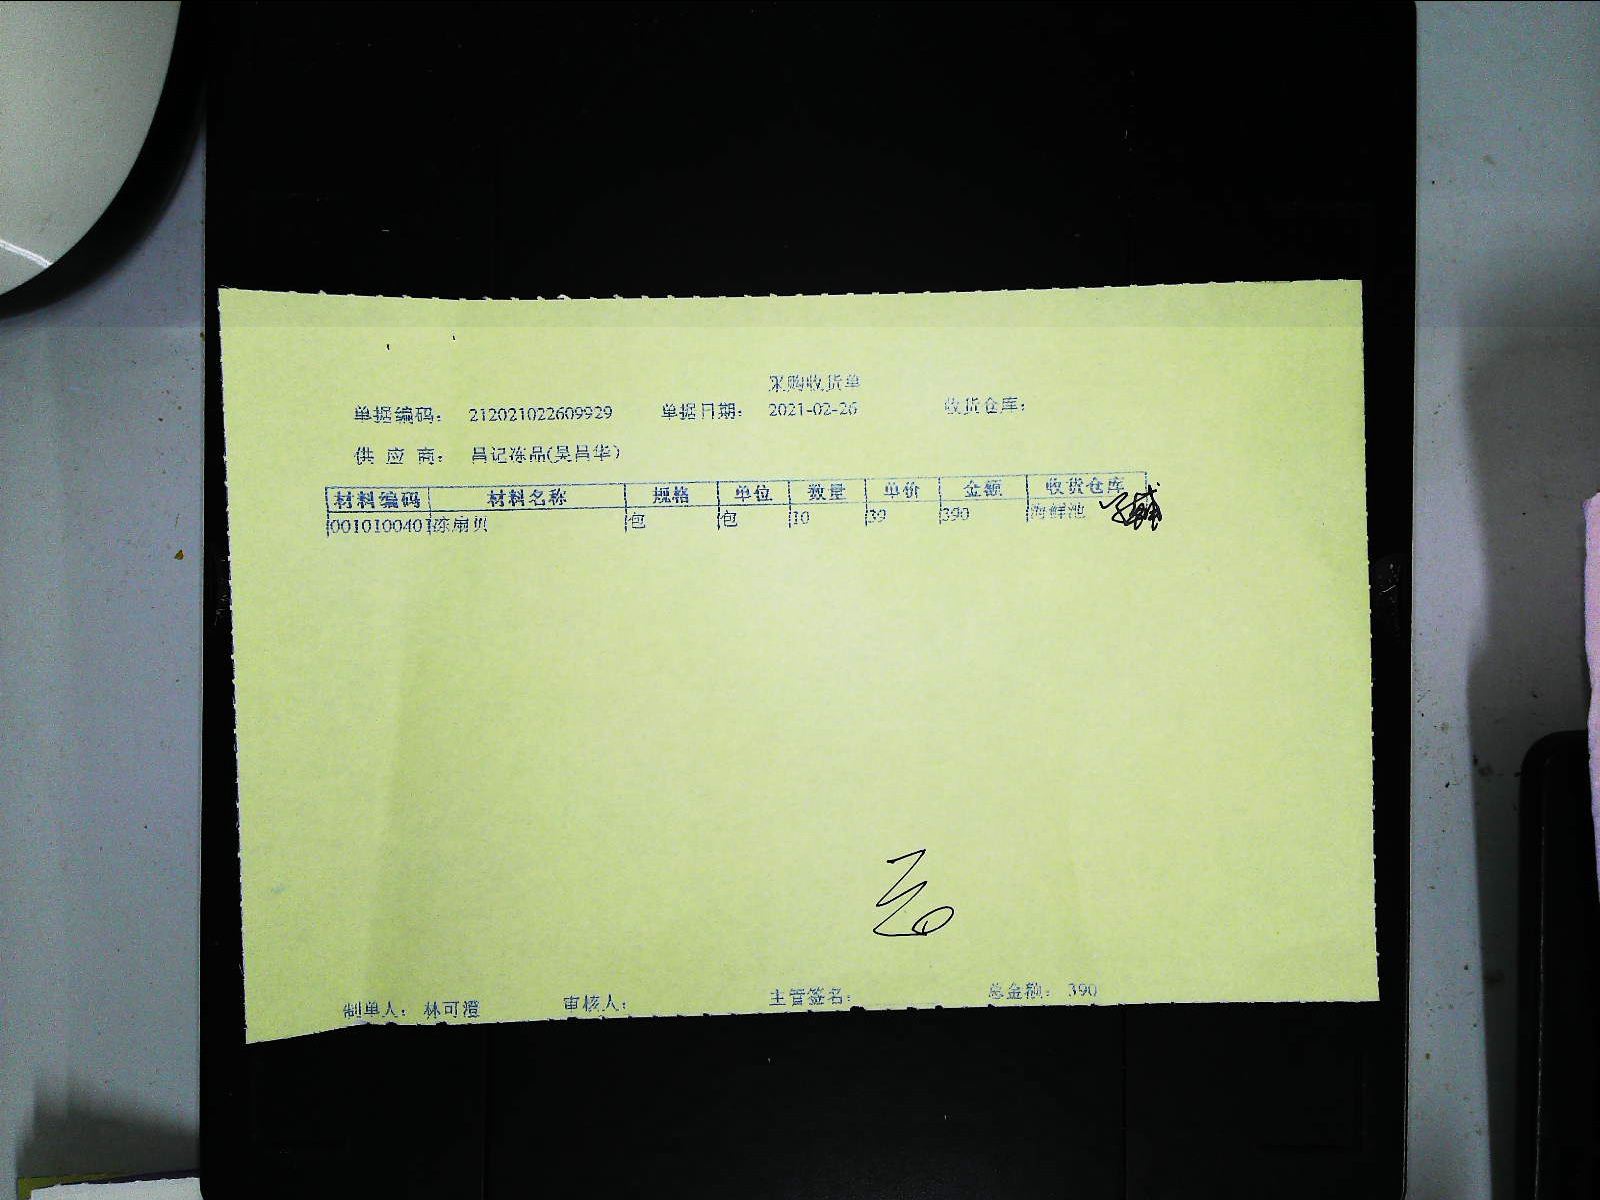 采购收货单
单据编码： 212021022609929 单据日期： 2021-02-26 收货仓库：
供 应 商： 昌记冻品(吴昌华)
材料编码 材料名称 规格 单位 数量 单价 金额 收货仓库
0010100401 冻扇贝 包 包 10 39 390 海鲜池
制单人： 林可澄 审核人： 主管签名： 总金额： 390